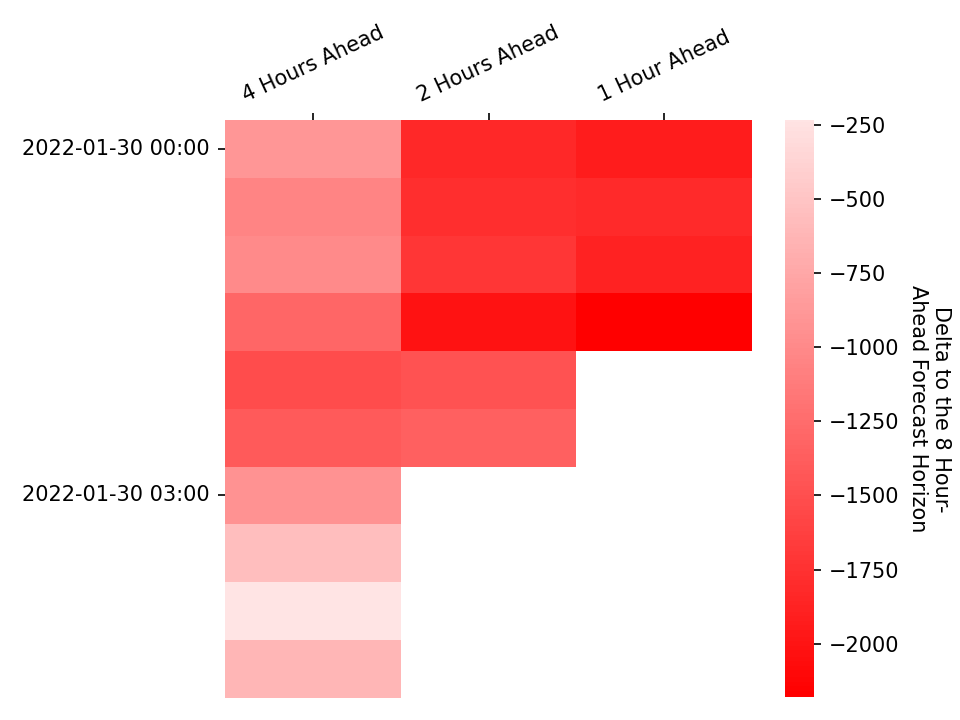 4 Hours Ahead
2 Hours Ahead
1 Hour Ahead
2022-01-30 00:00
2022-01-30 03:00
−250
−500
−750
−1000
−1250
−1500
−1750
−2000
Delta to the 8 Hour-
Ahead Forecast Horizon